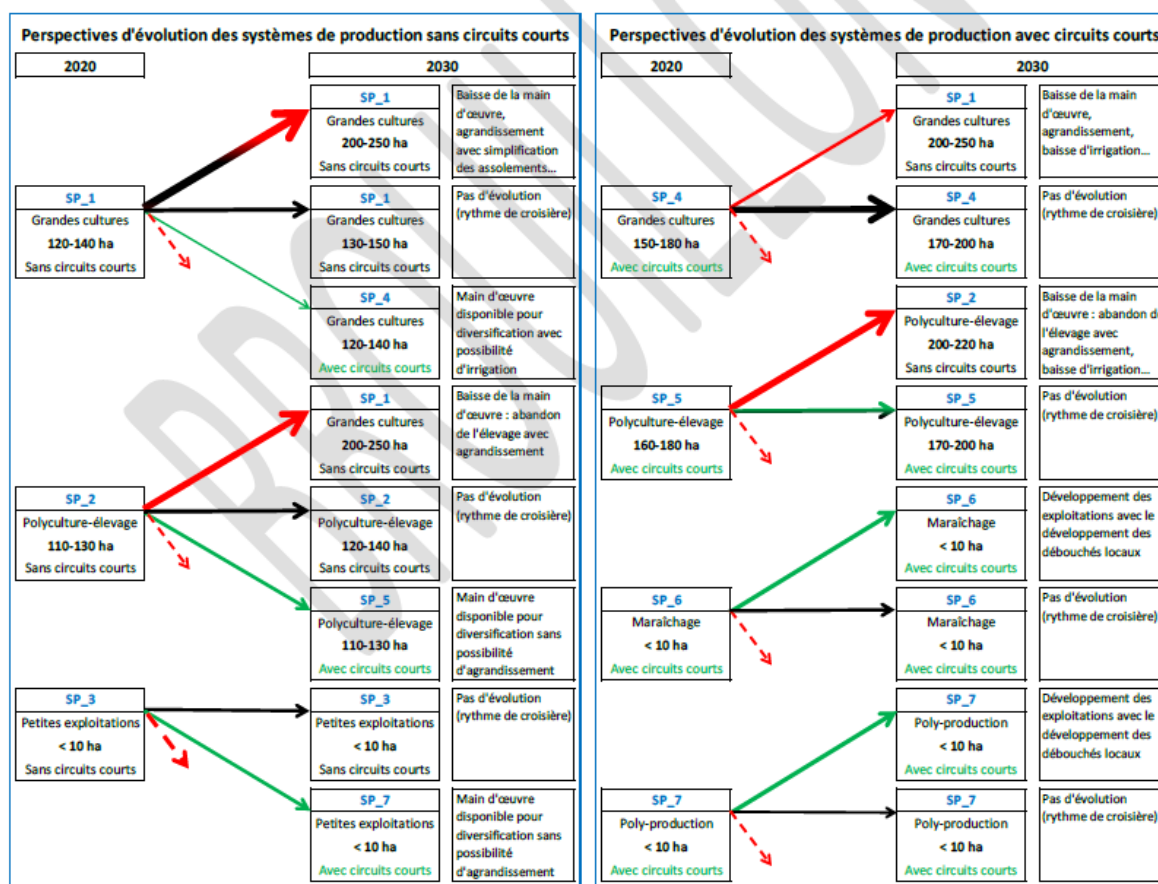 Perspectives d'évolution des systèmes de production sans circuits courts
2020
2030
SP_1
Grandes cultures
120-140 ha
Sans circuits courts
SP_1
Grandes cultures
200-250 ha
Sans circuits courts
Baisse de la main
d'œuvre,
agrandissement
avec simplification
des assolements...
SP_1
Grandes cultures
130-150 ha
Sans circuits courts
Pas d'évolution
(rythme de croisière)
SP_4
Grandes cultures
120-140 ha
Avec circuits courts
Main d'œuvre
disponible pour
diversification avec
possibilité
d'irrigation
SP_2
Polyculture-élevage
110-130 ha
Sans circuits courts
SP_1
Grandes cultures
200-250 ha
Sans circuits courts
Baisse de la main
d'œuvre : abandon
de l'élevage avec
agrandissement
SP_2
Polyculture-élevage
120-140 ha
Sans circuits courts
Pas d'évolution
(rythme de croisière)
SP_5
Polyculture-élevage
110-130 ha
Avec circuits courts
Main d'œuvre
disponible pour
diversification sans
possibilité
d'agrandissement
SP_3
Petites exploitations
< 10 ha
Sans circuits courts
SP_3
Petites exploitations
< 10 ha
Sans circuits courts
Pas d'évolution
(rythme de croisière)
SP_7
Petites exploitations
< 10 ha
Avec circuits courts
Main d'œuvre
disponible pour
diversification sans
possibilité
d'agrandissement
Perspectives d'évolution des systèmes de production avec circuits courts
2020
2030
SP_4
Grandes cultures
150-180 ha
Avec circuits courts
SP_1
Grandes cultures
200-250 ha
Sans circuits courts
Baisse de la main
d'œuvre,
agrandissement,
baisse d'irrigation...
SP_4
Grandes cultures
170-200 ha
Avec circuits courts
Pas d'évolution
(rythme de croisière)
SP_5
Polyculture-élevage
160-180 ha
Avec circuits courts
SP_2
Polyculture-élevage
200-220 ha
Sans circuits courts
Baisse de la main
d'œuvre : abandon de
l'élevage avec
agrandissement,
baisse d'irrigation...
SP_5
Polyculture-élevage
170-200 ha
Avec circuits courts
Pas d'évolution
(rythme de croisière)
SP_6
Maraîchage
< 10 ha
Avec circuits courts
SP_6
Maraîchage
< 10 ha
Avec circuits courts
Développement des
exploitations avec le
développement des
débouchés locaux
SP_6
Maraîchage
< 10 ha
Avec circuits courts
Pas d'évolution
(rythme de croisière)
SP_7
Poly-production
< 10 ha
Avec circuits courts
SP_7
Poly-production
< 10 ha
Avec circuits courts
Développement des
exploitations avec le
développement des
débouchés locaux
SP_7
Poly-production
< 10 ha
Avec circuits courts
Pas d'évolution
(rythme de croisière)